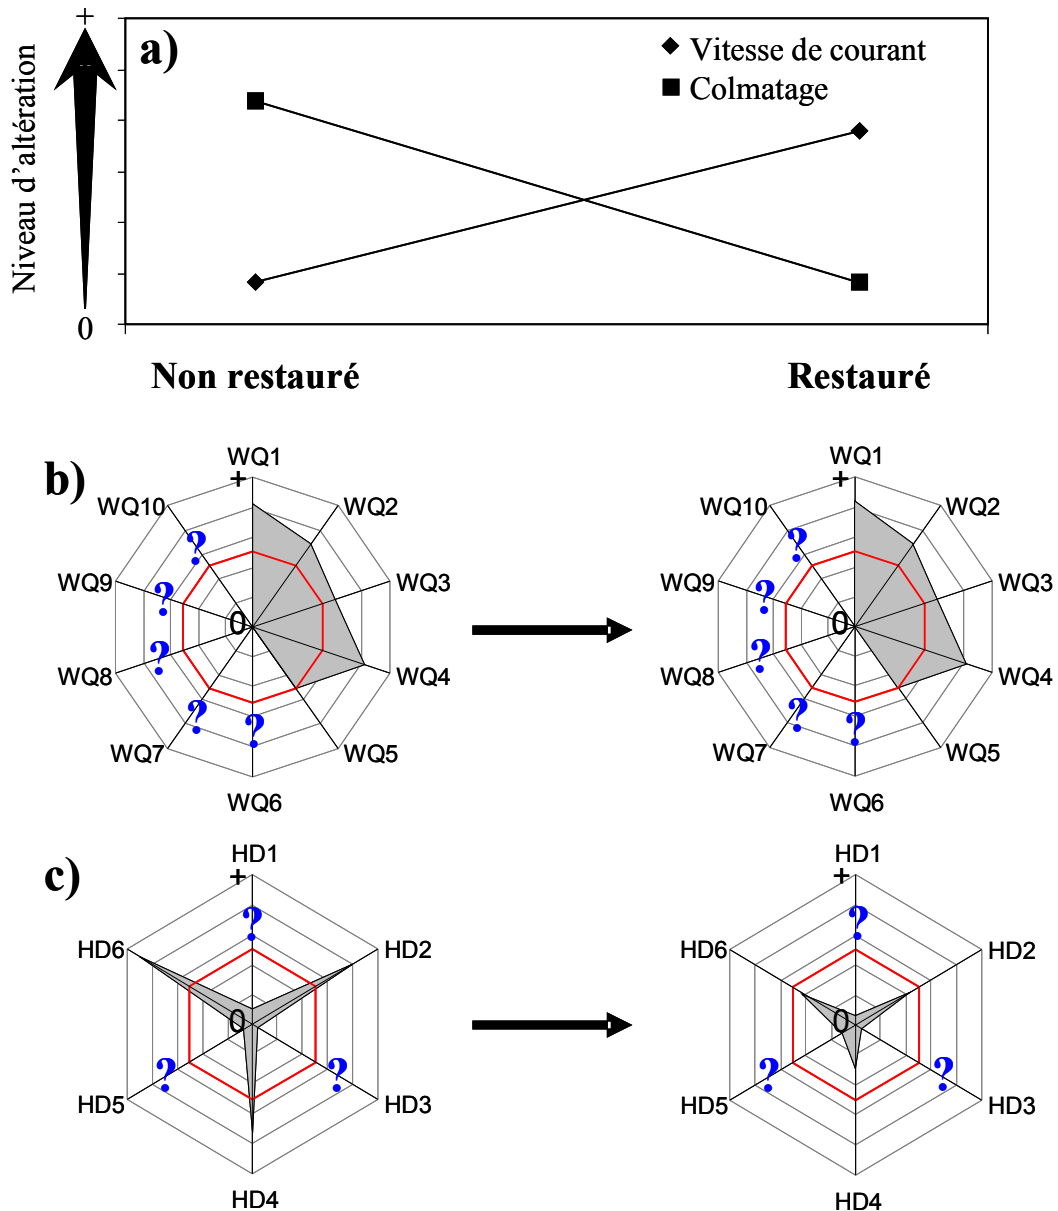 +
a)
Vitesse de courant
Colmatage
Niveau d'altération
0
Non restauré
Restauré
b)
WQ1
+
WQ10
WQ2
?
WQ9
WQ3
?
0
?
WQ8
WQ4
?
?
WQ7
WQ5
WQ6
WQ1
+
WQ10
WQ2
?
WQ9
WQ3
?
0
?
WQ8
WQ4
?
?
WQ7
WQ5
WQ6
c)
HD1
+
?
HD6
HD2
0
?
?
HD5
HD3
HD4
HD1
+
?
HD6
HD2
0
?
?
HD5
HD3
HD4